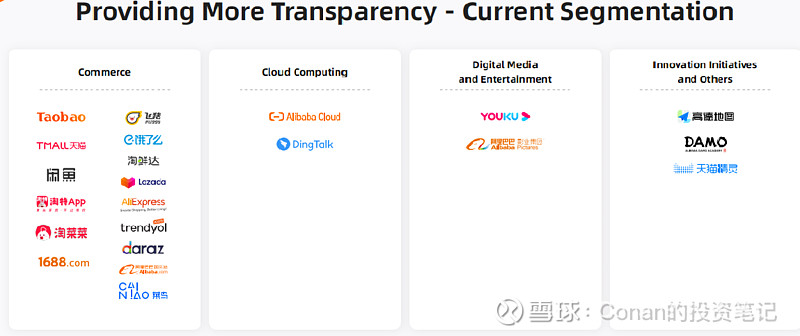 Providing More Transparency - Current Segmentation
Commerce
Taobao
TMALL天猫
闲鱼
淘特App
淘菜菜
1688.com
飞猪
FLIGGY
饿了么
淘鲜达
Lazada
AliExpress
trendyol
daraz
Alibaba.com
CAI
NIAO 菜鸟
Cloud Computing
Alibaba Cloud
DingTalk
Digital Media
and Entertainment
YOUKU
阿里巴巴 影业集团
Alibaba Pictures
Innovation Initiatives
and Others
高德地图
DAMO
天猫精灵
雪球：Conan的投资笔记